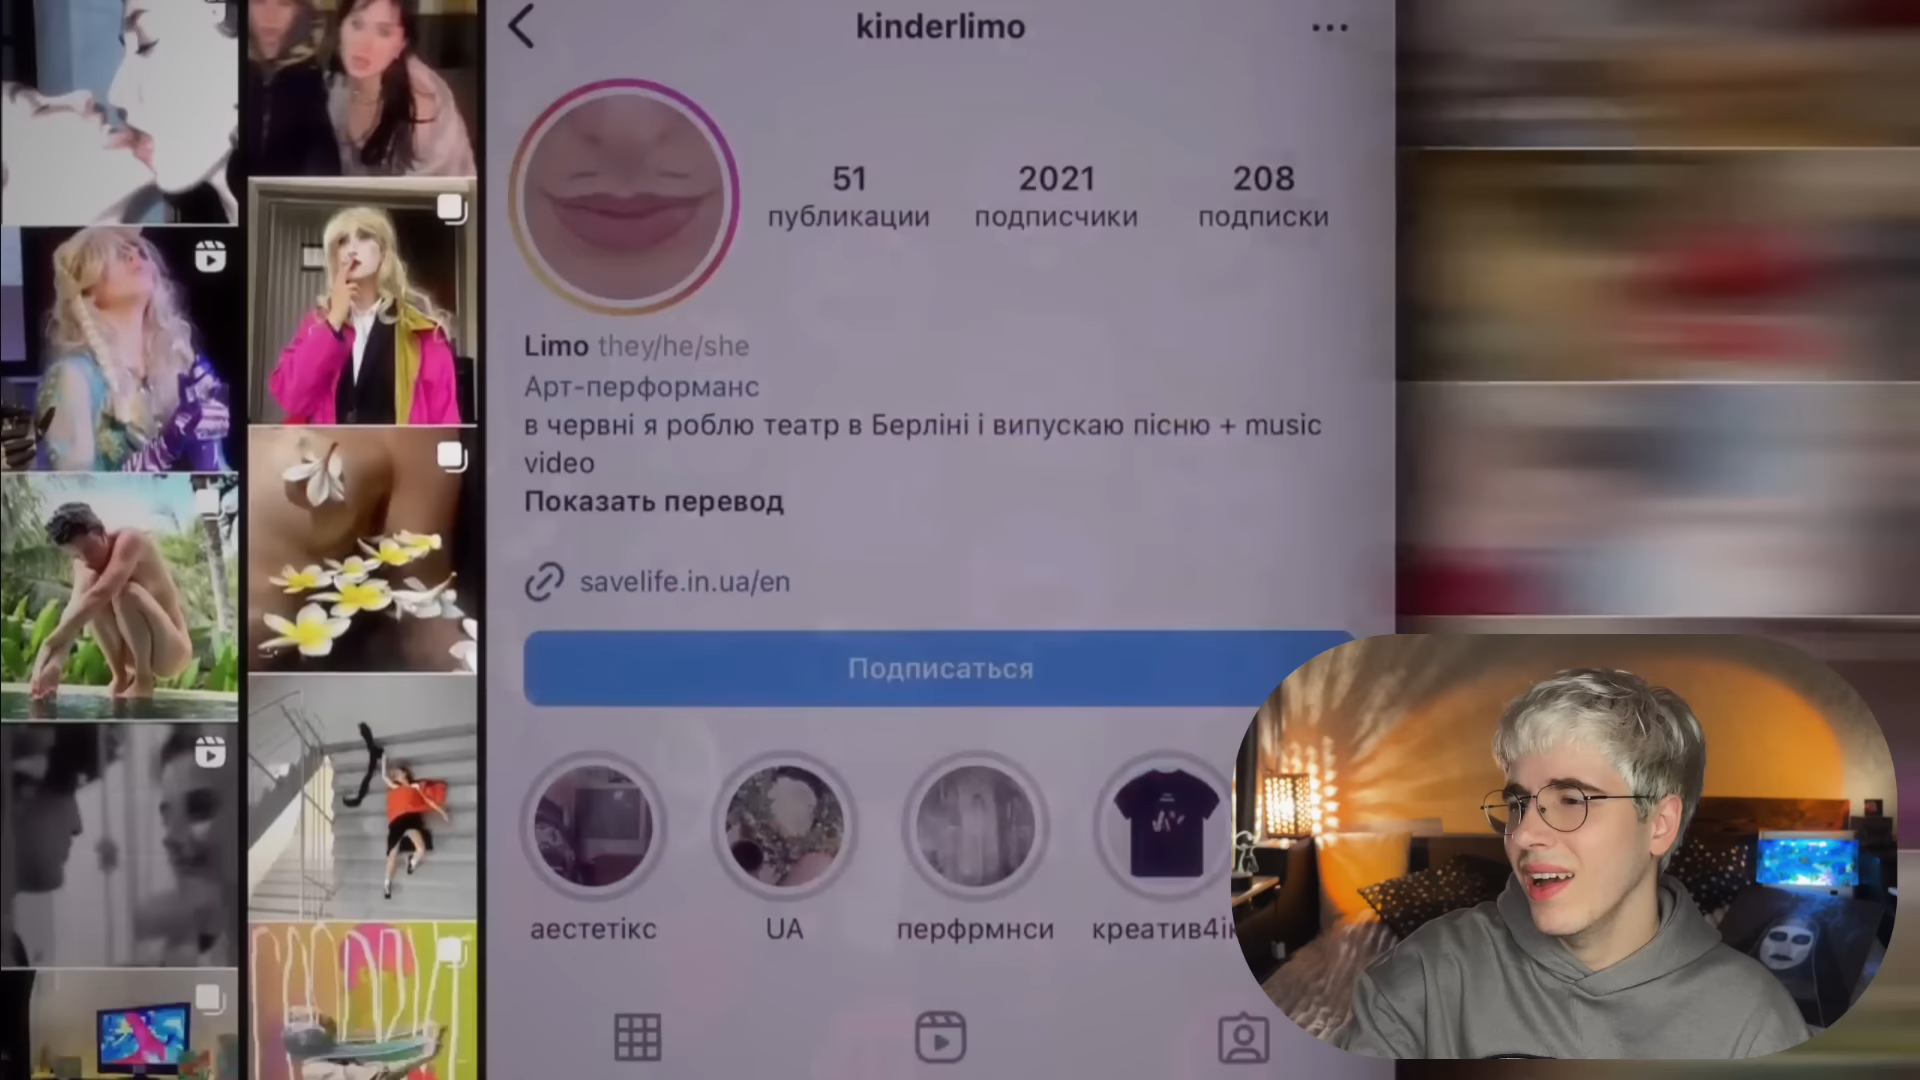 kinderlimo
51 2021 208
публикации подписчики подписки
Limo they/he/she
Арт-перформанс
в червні я роблю театр в Берліні і випускаю пісню + music
video
Показать перевод
savelife.in.ua/en
Подписаться
аестетікс UA перфрмнси